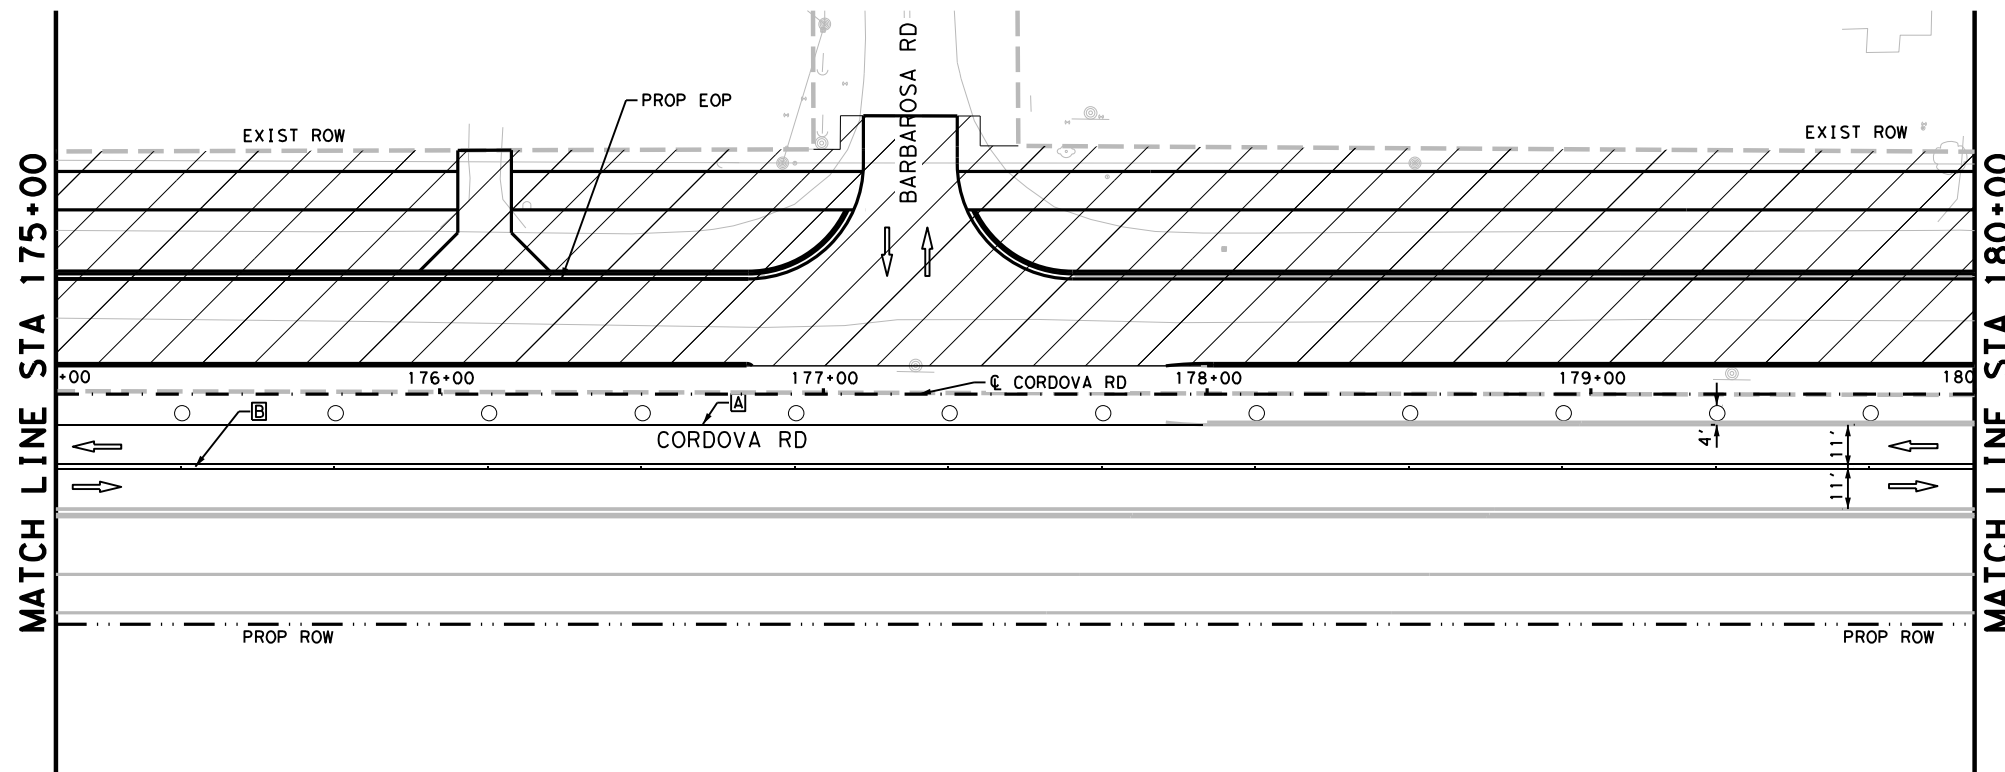 BARBAROSA RD
PROP EOP
EXIST ROW
EXIST ROW
MATCH LINE STA 175+00
MATCH LINE STA 180+00
+00
176+00
177+00
178+00
179+00
180
℄ CORDOVA RD
B
A
CORDOVA RD
4'
11'
11'
PROP ROW
PROP ROW